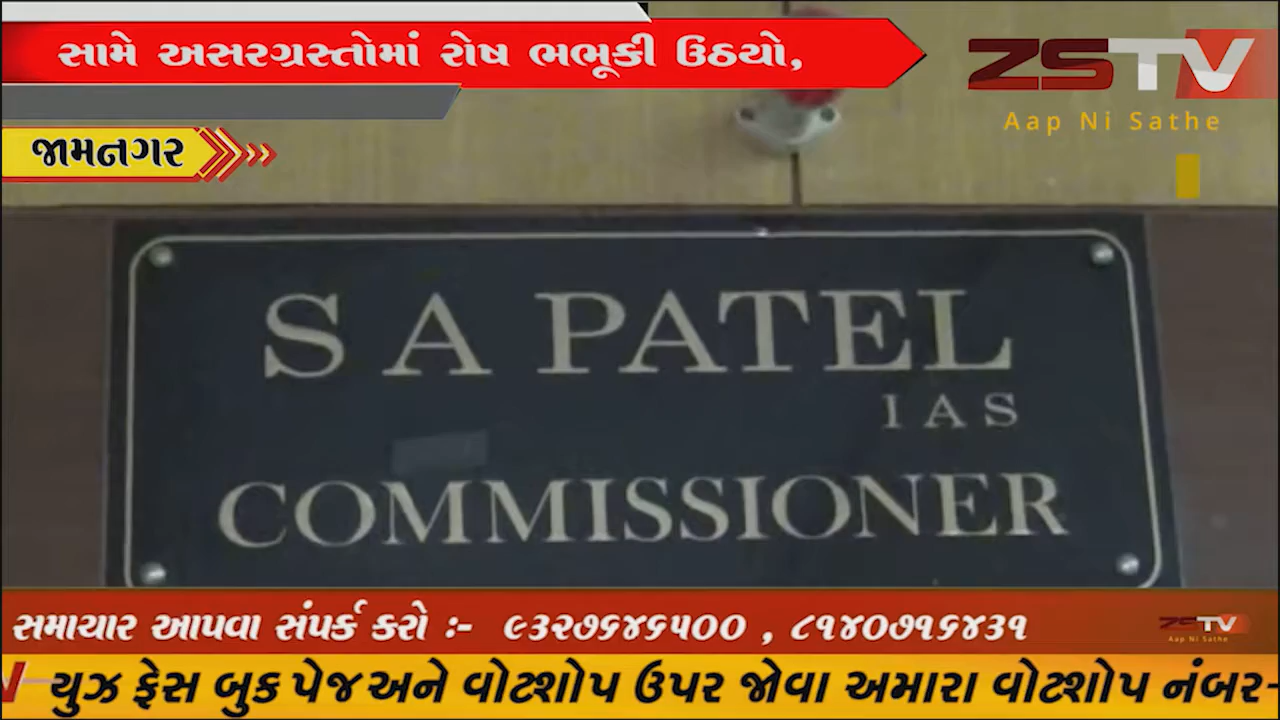 સામે અસરગ્રસ્તોમાં રોષ ભભૂકી ઉઠયો,
ZSTV
Aap Ni Sathe
જામનગર
S A PATEL
I A S
COMMISSIONER
સમાચાર આપવા સંપર્ક કરો :- ૯૩૨૭૬૪૬૫૦૦ , ૮૧૪૦૭૧૬૪૩૧
ZSTV
Aap Ni Sathe
યુઝ ફેસ બુક પેજ અને વોટશોપ ઉપર જોવા અમારા વોટશોપ નંબર-